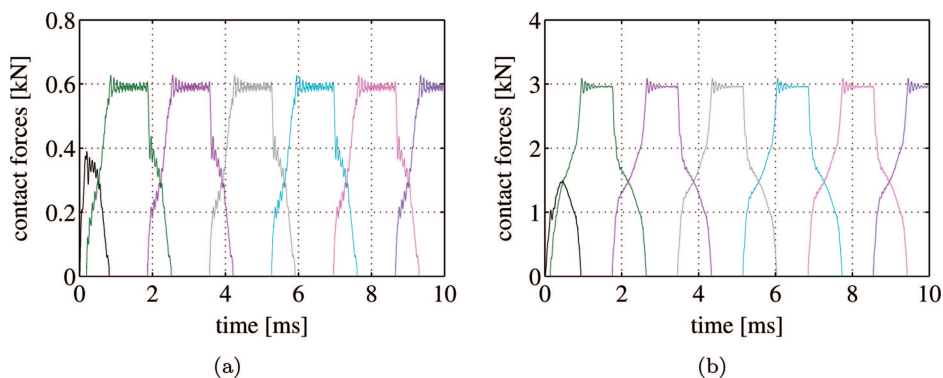 contact forces [kN]
0.8
0.6
0.4
0.2
0
0 2 4 6 8 10
time [ms]
(a)
contact forces [kN]
4
3
2
1
0
0 2 4 6 8 10
time [ms]
(b)